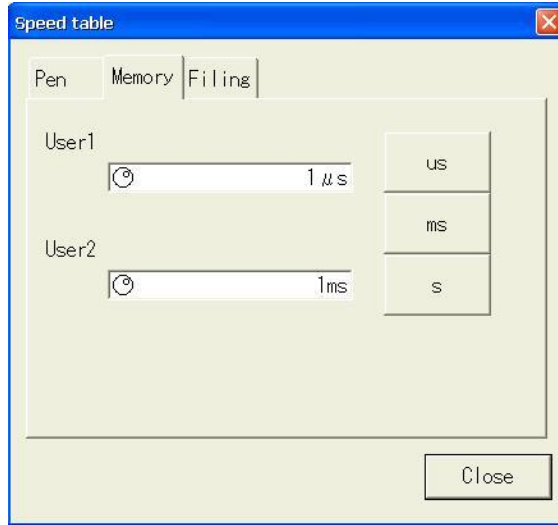 Speed table
Pen Memory Filing
User1
1μs
us
ms
User2
1ms
s
Close